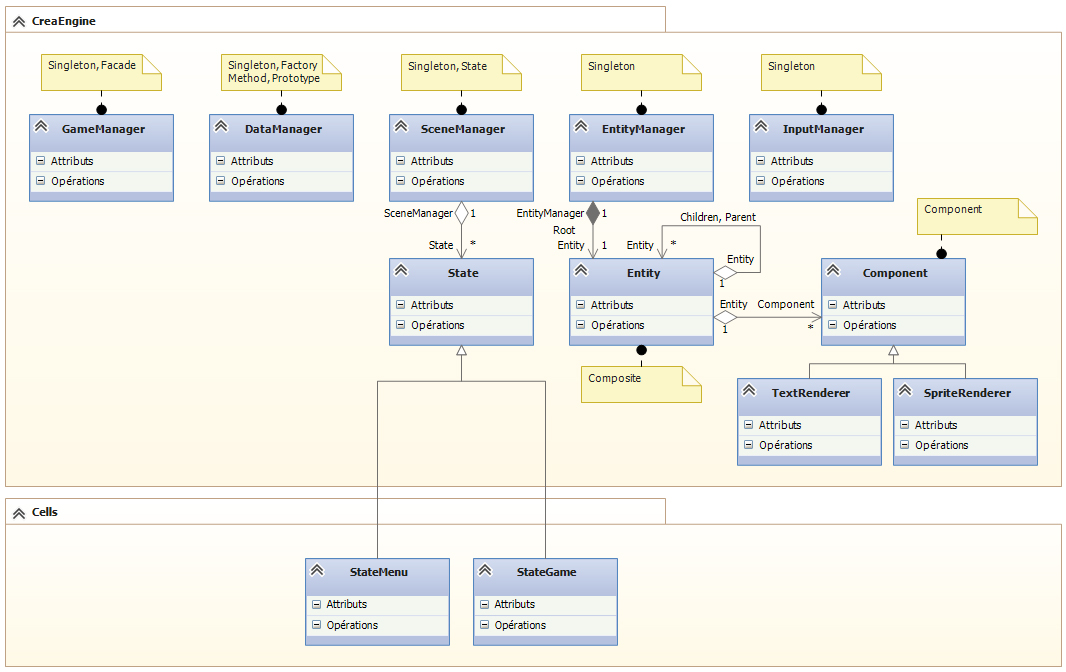 CreaEngine
Singleton, Facade
Singleton, Factory
Method, Prototype
Singleton, State
Singleton
Singleton
GameManager
Attributs
Opérations
DataManager
Attributs
Opérations
SceneManager
Attributs
Opérations
EntityManager
Attributs
Opérations
InputManager
Attributs
Opérations
SceneManager 1
State *
EntityManager 1
Root
Entity 1
Children, Parent
Entity *
Entity
1
Component
State
Attributs
Opérations
Entity
Attributs
Opérations
Entity Component
1 *
Component
Attributs
Opérations
Composite
TextRenderer
Attributs
Opérations
SpriteRenderer
Attributs
Opérations
Cells
StateMenu
Attributs
Opérations
StateGame
Attributs
Opérations